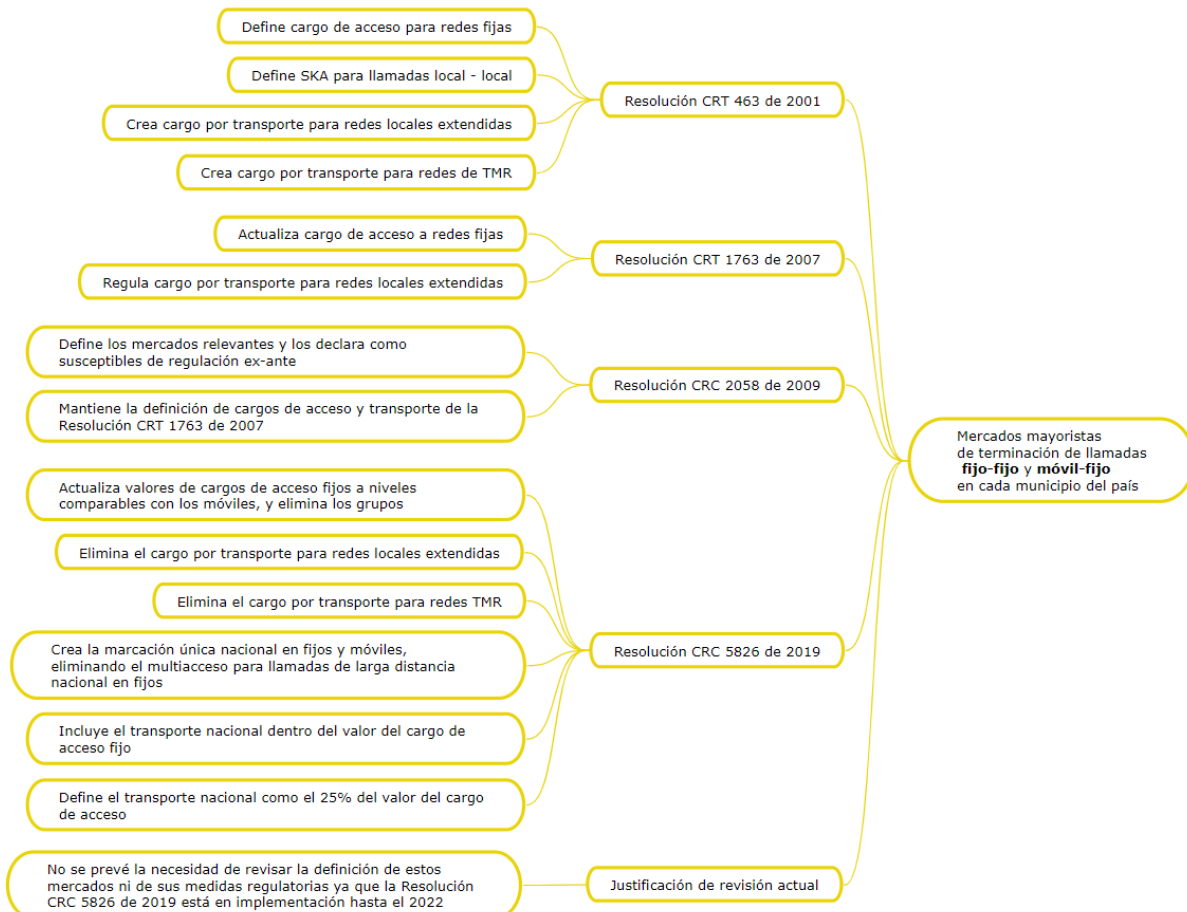 Define cargo de acceso para redes fijas
Define SKA para llamadas local - local
Crea cargo por transporte para redes locales extendidas
Crea cargo por transporte para redes de TMR
Resolución CRT 463 de 2001
Actualiza cargo de acceso a redes fijas
Regula cargo por transporte para redes locales extendidas
Resolución CRT 1763 de 2007
Define los mercados relevantes y los declara como
susceptibles de regulación ex-ante
Mantiene la definición de cargos de acceso y transporte de la
Resolución CRT 1763 de 2007
Resolución CRC 2058 de 2009
Actualiza valores de cargos de acceso fijos a niveles
comparables con los móviles, y elimina los grupos
Elimina el cargo por transporte para redes locales extendidas
Elimina el cargo por transporte para redes TMR
Crea la marcación única nacional en fijos y móviles,
eliminando el multiacceso para llamadas de larga distancia
nacional en fijos
Incluye el transporte nacional dentro del valor del cargo de
acceso fijo
Define el transporte nacional como el 25% del valor del cargo
de acceso
Resolución CRC 5826 de 2019
No se prevé la necesidad de revisar la definición de estos
mercados ni de sus medidas regulatorias ya que la Resolución
CRC 5826 de 2019 está en implementación hasta el 2022
Justificación de revisión actual
Mercados mayoristas
de terminación de llamadas
fijo-fijo y móvil-fijo
en cada municipio del país